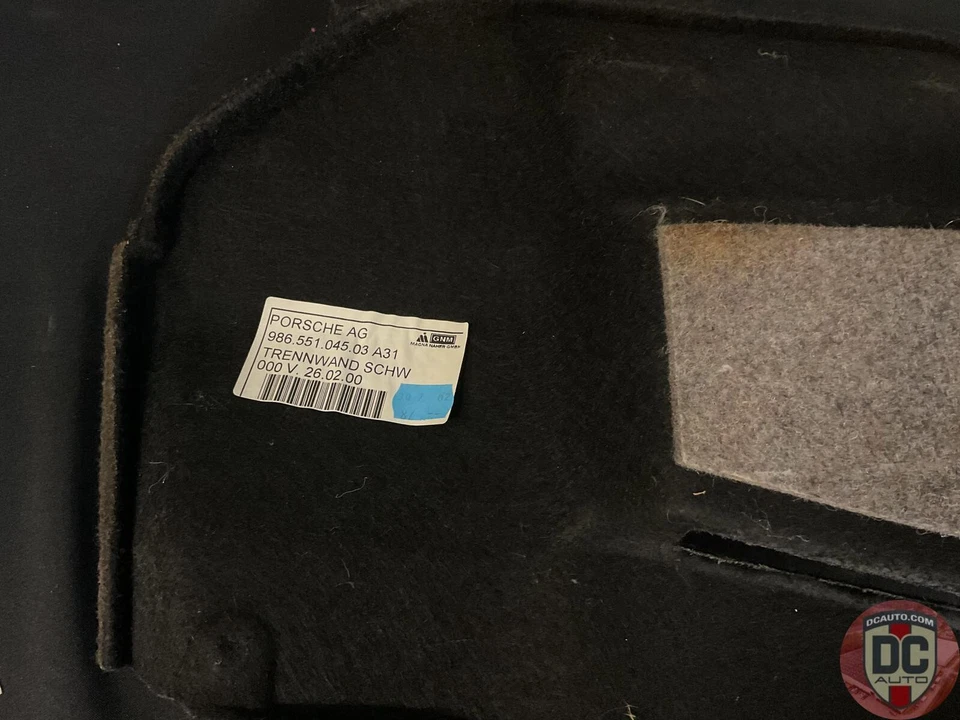 PORSCHE AG
986.551.045.03 A31
TRENNWAND SCHW
000 V. 26.02.00
GNM
DCAUTO.COM
DC
AUTO